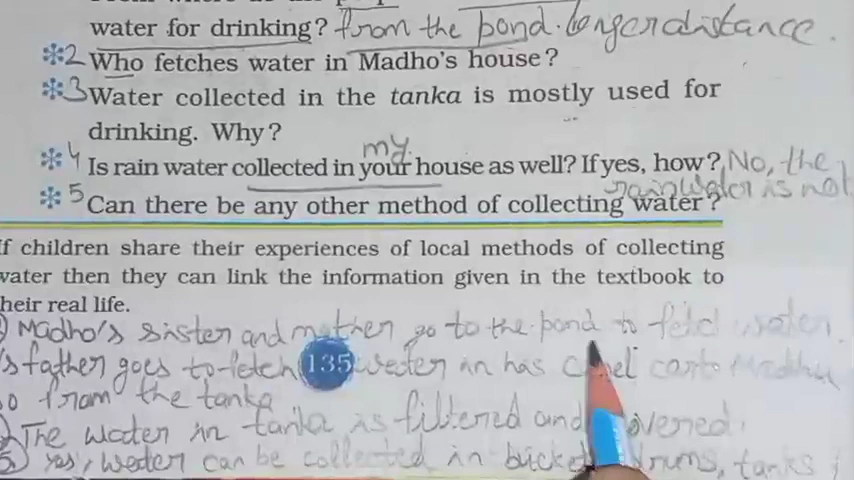 water for drinking? from the pond. longer distance.
*2 Who fetches water in Madho's house?
*3 Water collected in the tanka is mostly used for
drinking. Why?
my
*4 Is rain water collected in your house as well? If yes, how? No, the
rainwater is not
*5 Can there be any other method of collecting water?
If children share their experiences of local methods of collecting
water then they can link the information given in the textbook to
their real life.
Madho's sister and mother go to the pond to fetch water.
's father goes to fetch water in has cart
135
from the tanka
The water in tanka is filtered and covered.
5) Yes, water can be collected in bucket drums, tanks